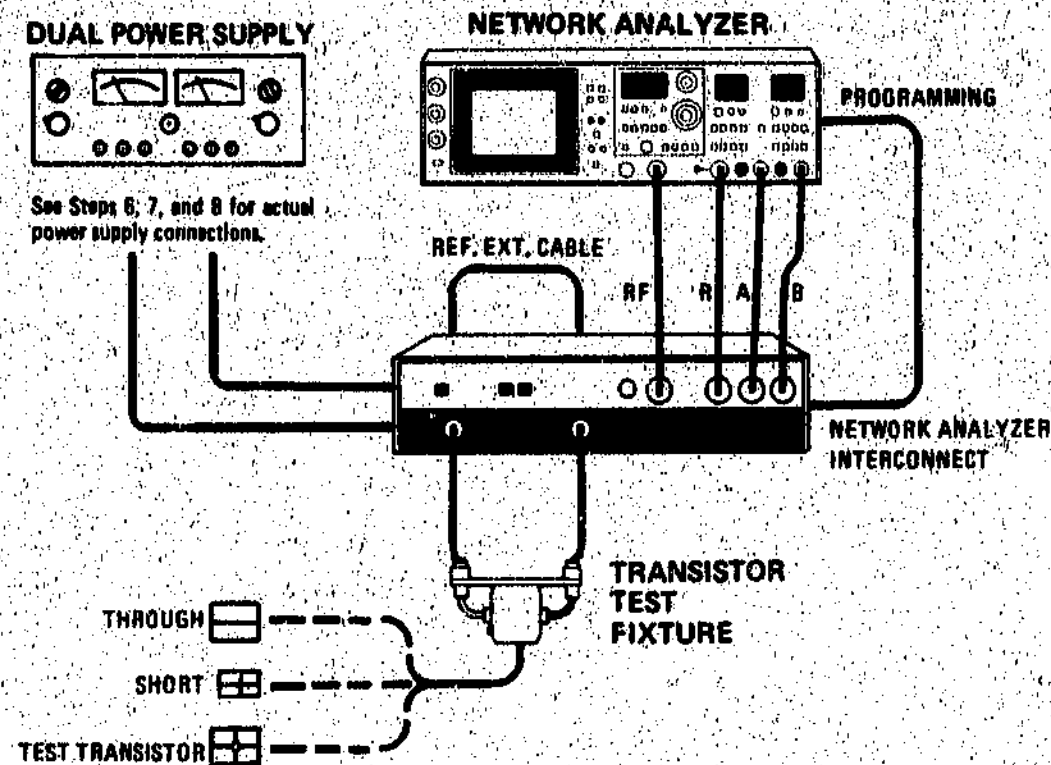 DUAL POWER SUPPLY
NETWORK ANALYZER
PROGRAMMING
See Steps 6, 7, and 8 for actual
power supply connections.
REF. EXT. CABLE
RF
R
A
B
NETWORK ANALYZER
INTERCONNECT
TRANSISTOR
TEST
FIXTURE
THROUGH
SHORT
TEST TRANSISTOR